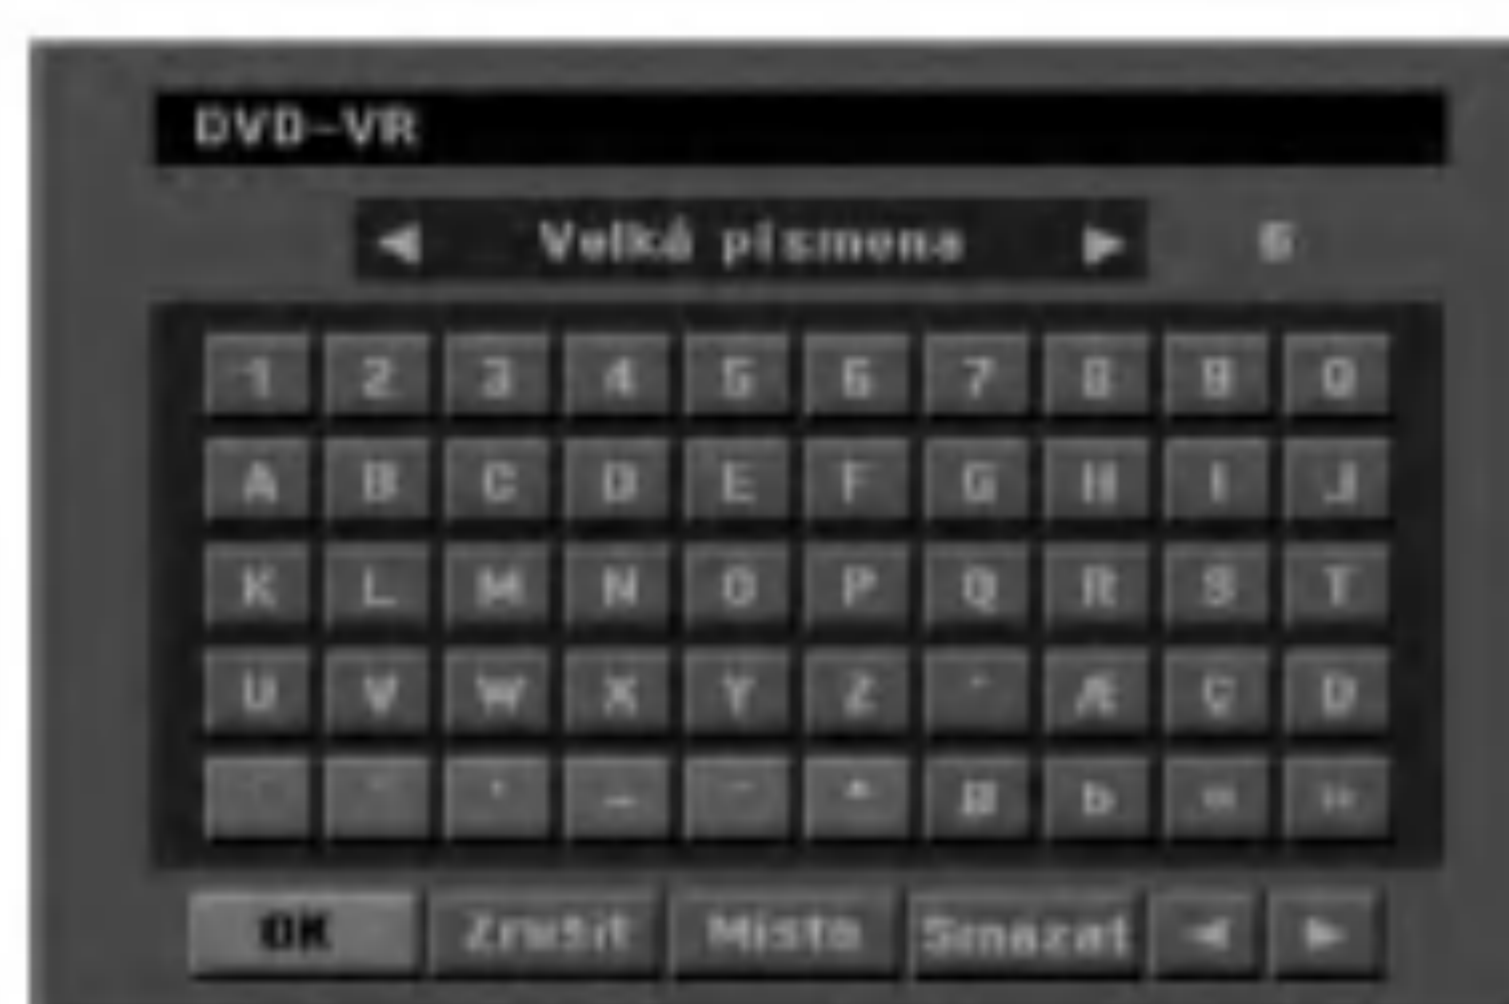 DVD-VR
◀ Velká písmena ▶ 6
1 2 3 4 5 6 7 8 9 0
A B C D E F G H I J
K L M N O P Q R S T
U V W X Y Z Æ Ç
OK Zrušit Místo Smazat ◀ ▶